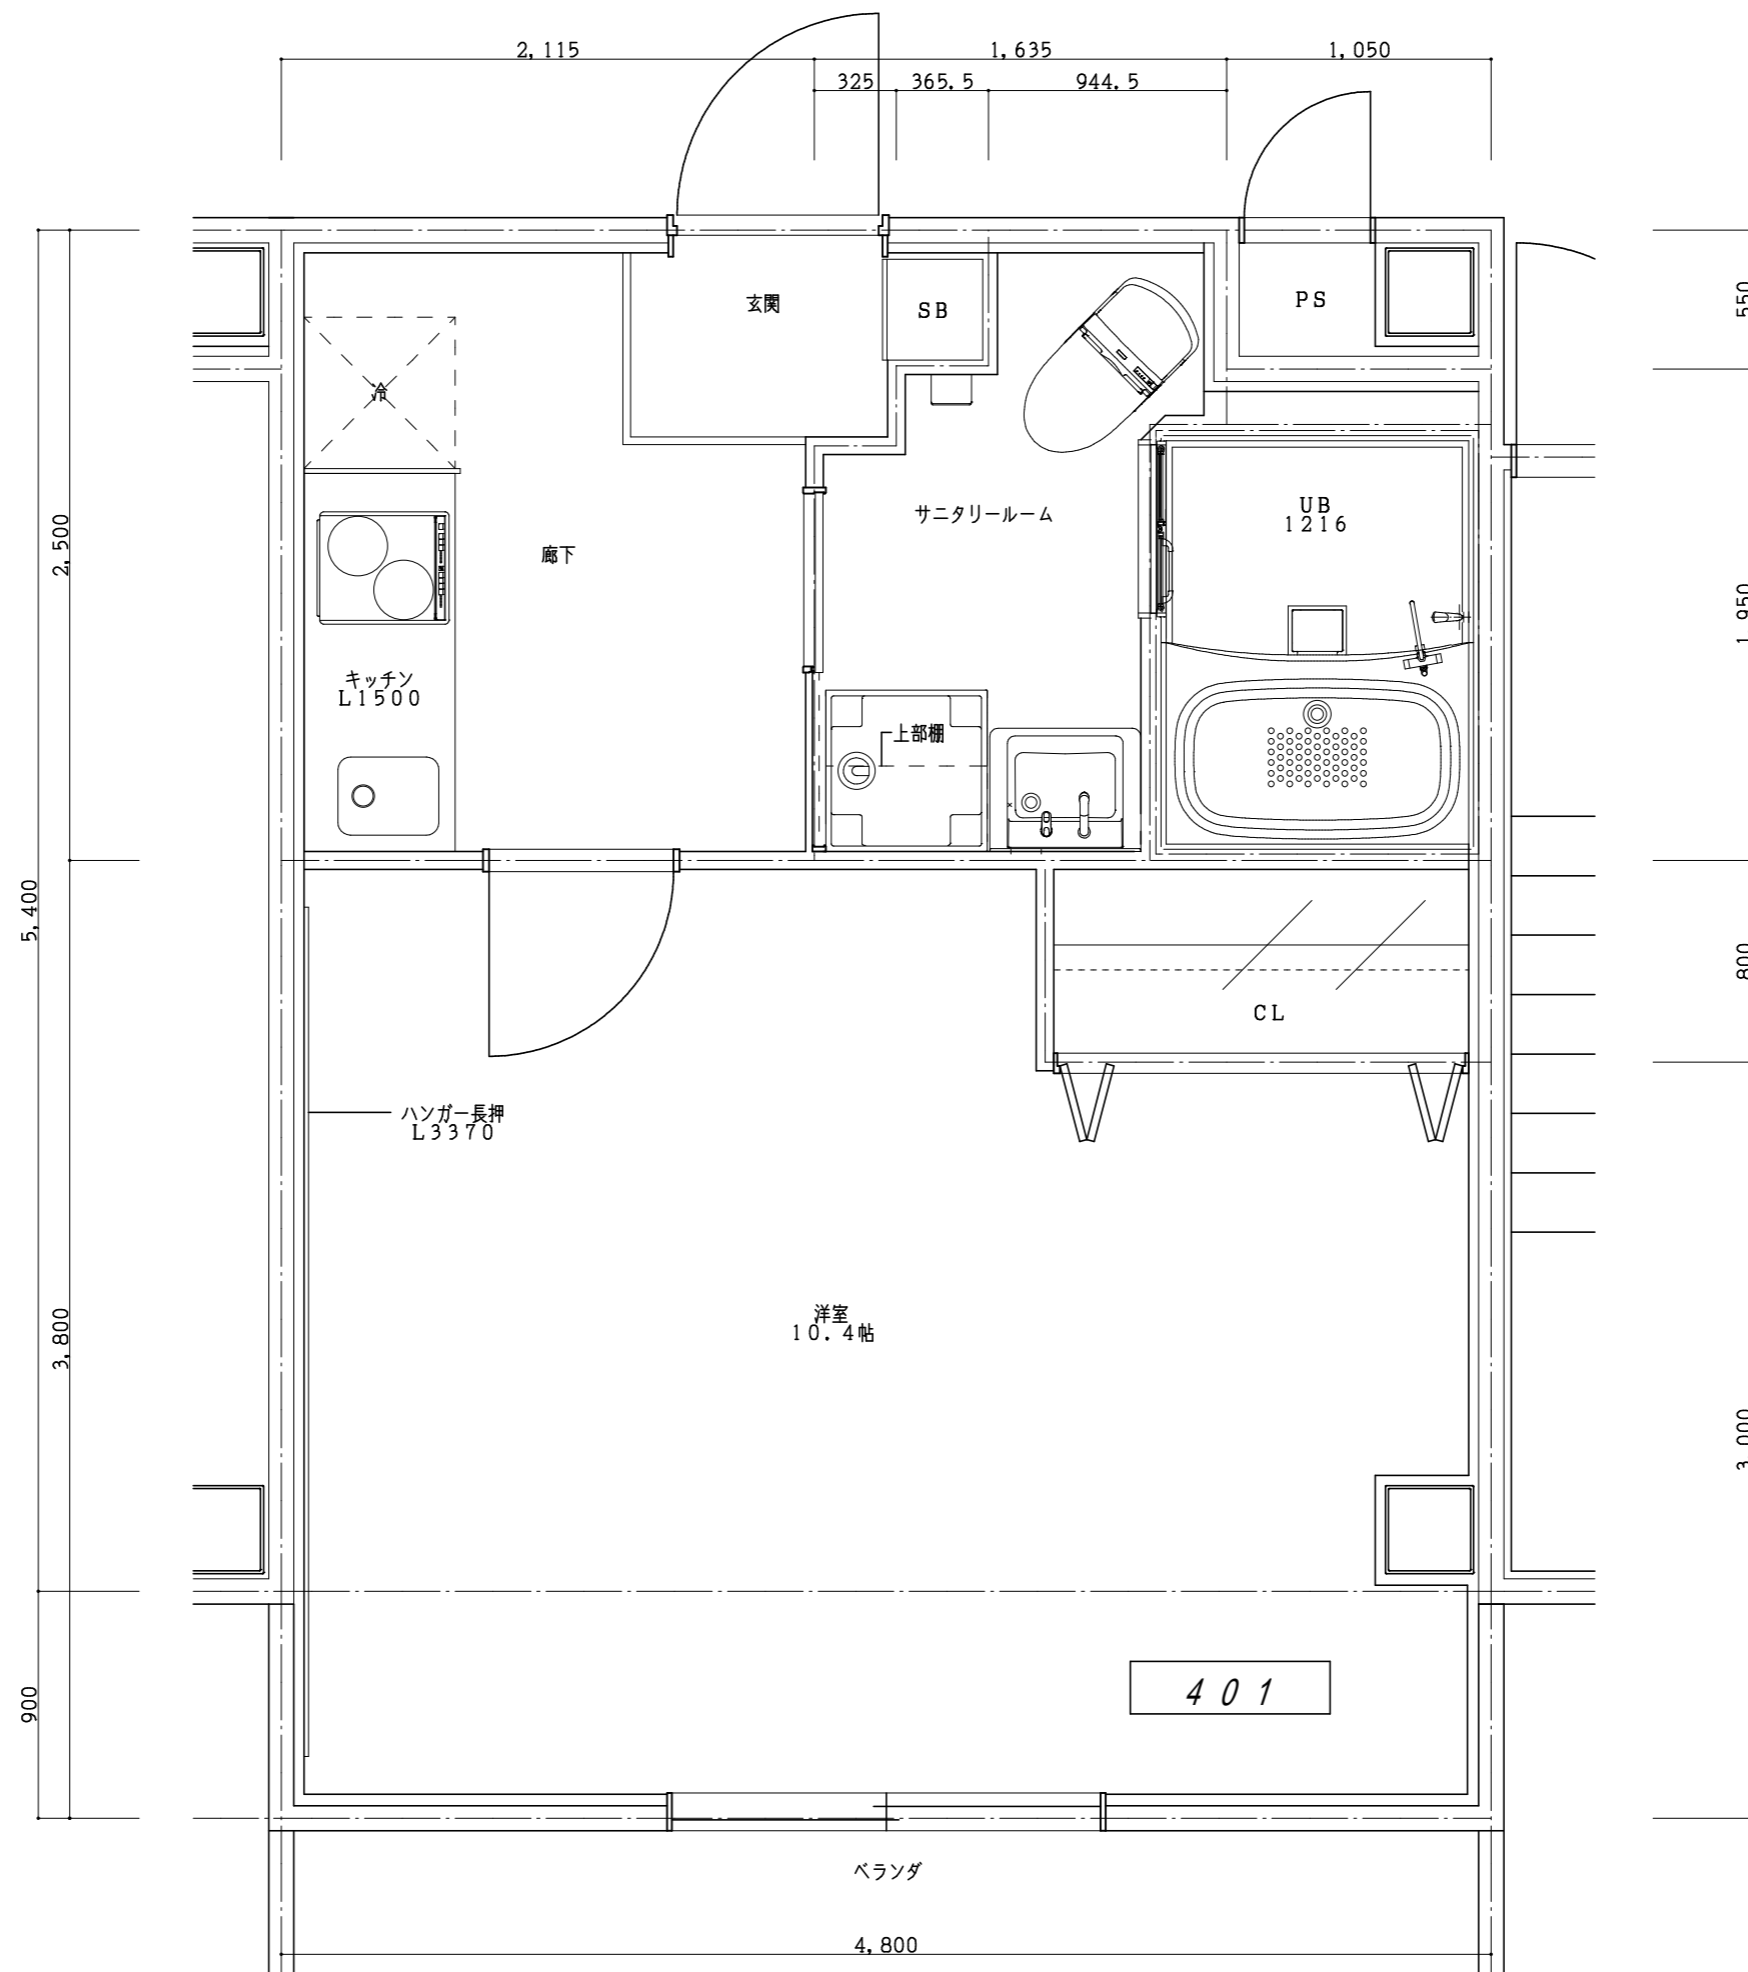 2,115
1,635
1,050
325
365.5
944.5
玄関
SB
PS
550
冷
サニタリールーム
UB
1216
2,500
廊下
1,950
キッチン
L1500
上部棚
5,400
800
CL
ハンガー長押
L3370
洋室
10.4帖
3,800
3,000
401
900
ベランダ
4,800